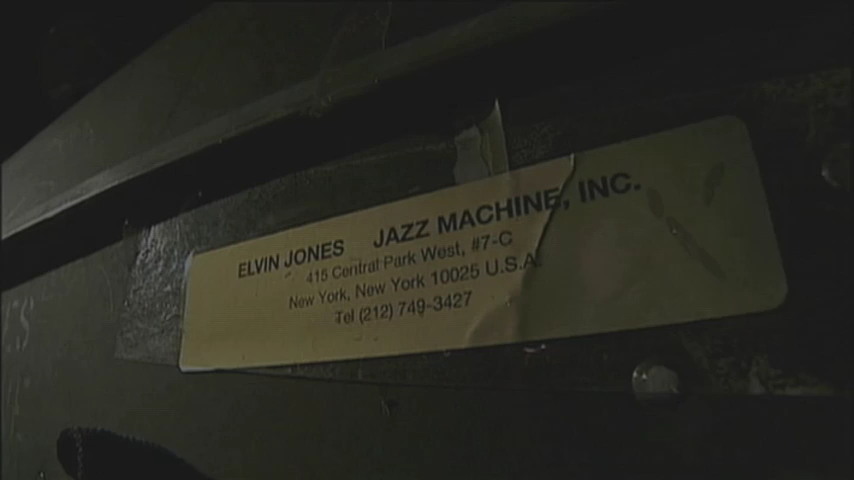 ELVIN JONES JAZZ MACHINE, INC.
415 Central Park West, #7-C
New York, New York 10025 U.S.A.
Tel (212) 749-3427